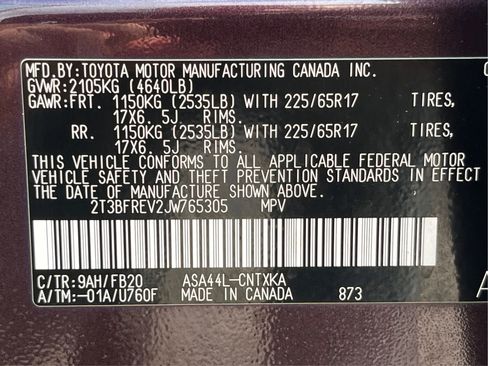 MFD.BY:TOYOTA MOTOR MANUFACTURING CANADA INC.
GVWR:2105KG (4640LB)
GAWR:FRT. 1150KG (2535LB) WITH 225/65R17 TIRES,
17X6. 5J RIMS.
RR. 1150KG (2535LB) WITH 225/65R17 TIRES,
17X6. 5J RIMS.
THIS VEHICLE CONFORMS TO ALL APPLICABLE FEDERAL MOTOR
VEHICLE SAFETY AND THEFT PREVENTION STANDARDS IN EFFECT
THE DATE OF MANUFACTURE SHOWN ABOVE.
2T3BFREV2JW765305 MPV
C/TR:9AH/FB20 ASA44L-CNTXKA
A/TM:-01A/U760F MADE IN CANADA 873